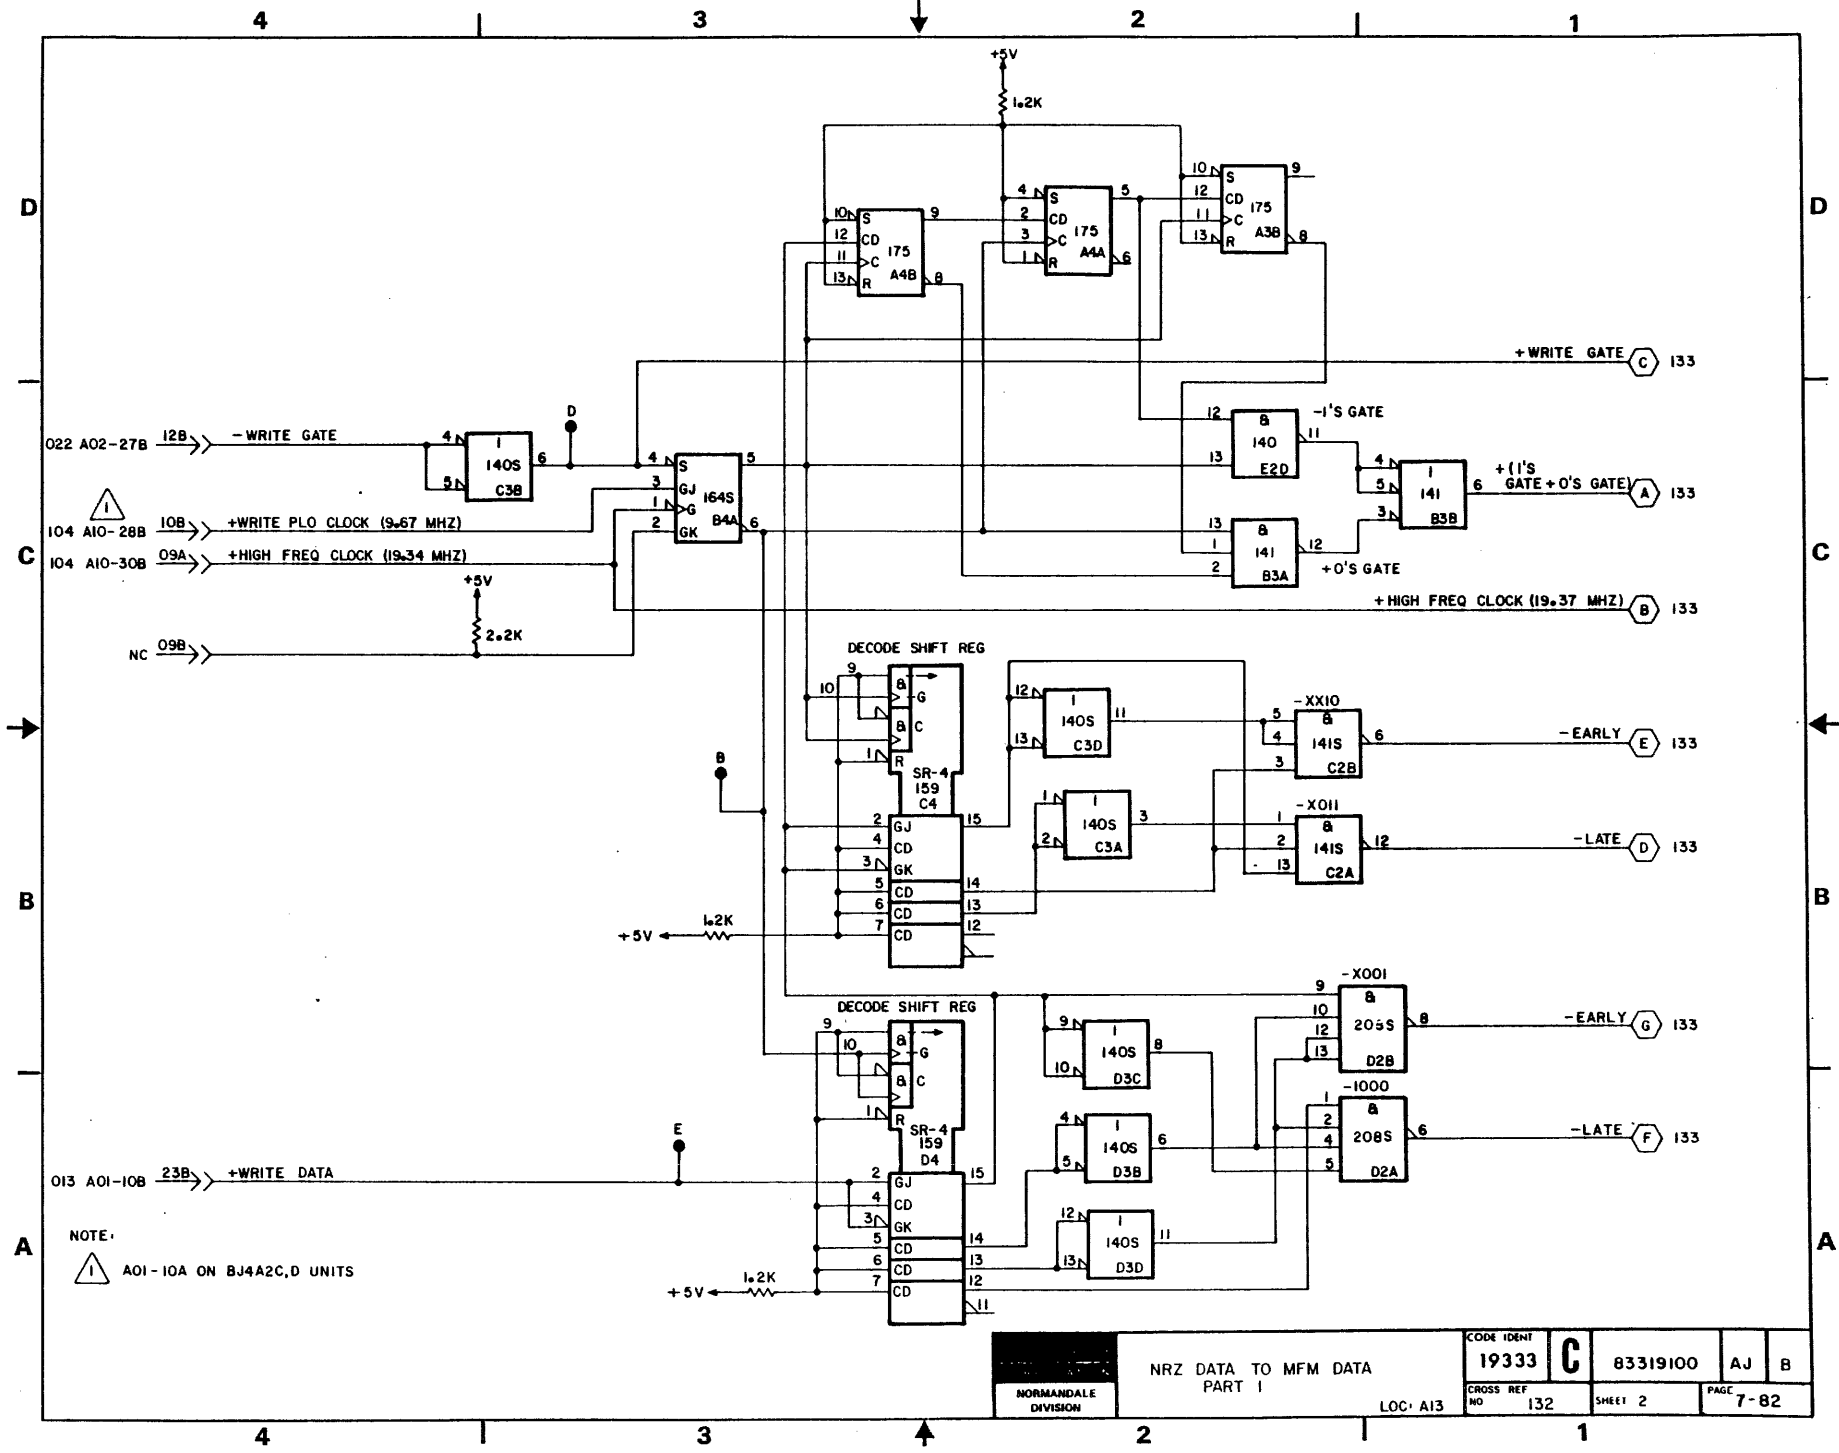 4 3 2 1
+5V
1.2K
10 S 9
12 CD
11 C 175
13 R A3B 8
4 S 5
2 CD
3 C 175
1 R A4A 6
10 S 9
12 CD
11 C 175
13 R A4B 8
D D
+WRITE GATE C 133
022 A02-27B 12B -WRITE GATE
4 1 6
5 140S
C3B
D
4 S 5
3 GJ
1 G 164S
2 GK B4A 6
1
104 A10-28B 10B +WRITE PLO CLOCK (9.67 MHZ)
104 A10-30B 09A +HIGH FREQ CLOCK (19.34 MHZ)
+5V
2.2K
NC 09B
C C
12 & 11 -1'S GATE
13 140
E2D
13 & 12 +0'S GATE
1 141
2 B3A
4 1 6
5 141
3 B3B
+(1'S
GATE+0'S GATE) A 133
+HIGH FREQ CLOCK (19.37 MHZ) B 133
DECODE SHIFT REG
9 &
10 G
& C
1 R
SR-4
159
C4
2 GJ 15
4 CD
3 GK
5 CD 14
6 CD 13
7 CD 12
+5V 1.2K
B
12 1 11
13 140S
C3D
1 1 3
2 140S
C3A
-XX10
5 & 6
4 141S
3 C2B
-EARLY E 133
-X011
1 & 12
2 141S
13 C2A
-LATE D 133
B B
DECODE SHIFT REG
9 &
10 G
& C
1 R
SR-4
159
D4
2 GJ 15
4 CD
3 GK
5 CD 14
6 CD 13
7 CD 12
11
+5V 1.2K
E
013 A01-10B 23B +WRITE DATA
9 1 8
10 140S
D3C
4 1 6
5 140S
D3B
12 1 11
13 140S
D3D
-X001
9 & 8
10 205S
12
13 D2B
-EARLY G 133
-1000
1 & 6
2
4 208S
5 D2A
-LATE F 133
A A
NOTE:
1 A01-10A ON BJ4A2C,D UNITS
NORMANDALE
DIVISION
NRZ DATA TO MFM DATA
PART 1
LOC: A13
CODE IDENT
19333 C 83319100 AJ B
CROSS REF
NO 132 SHEET 2 PAGE 7-82
4 3 2 1